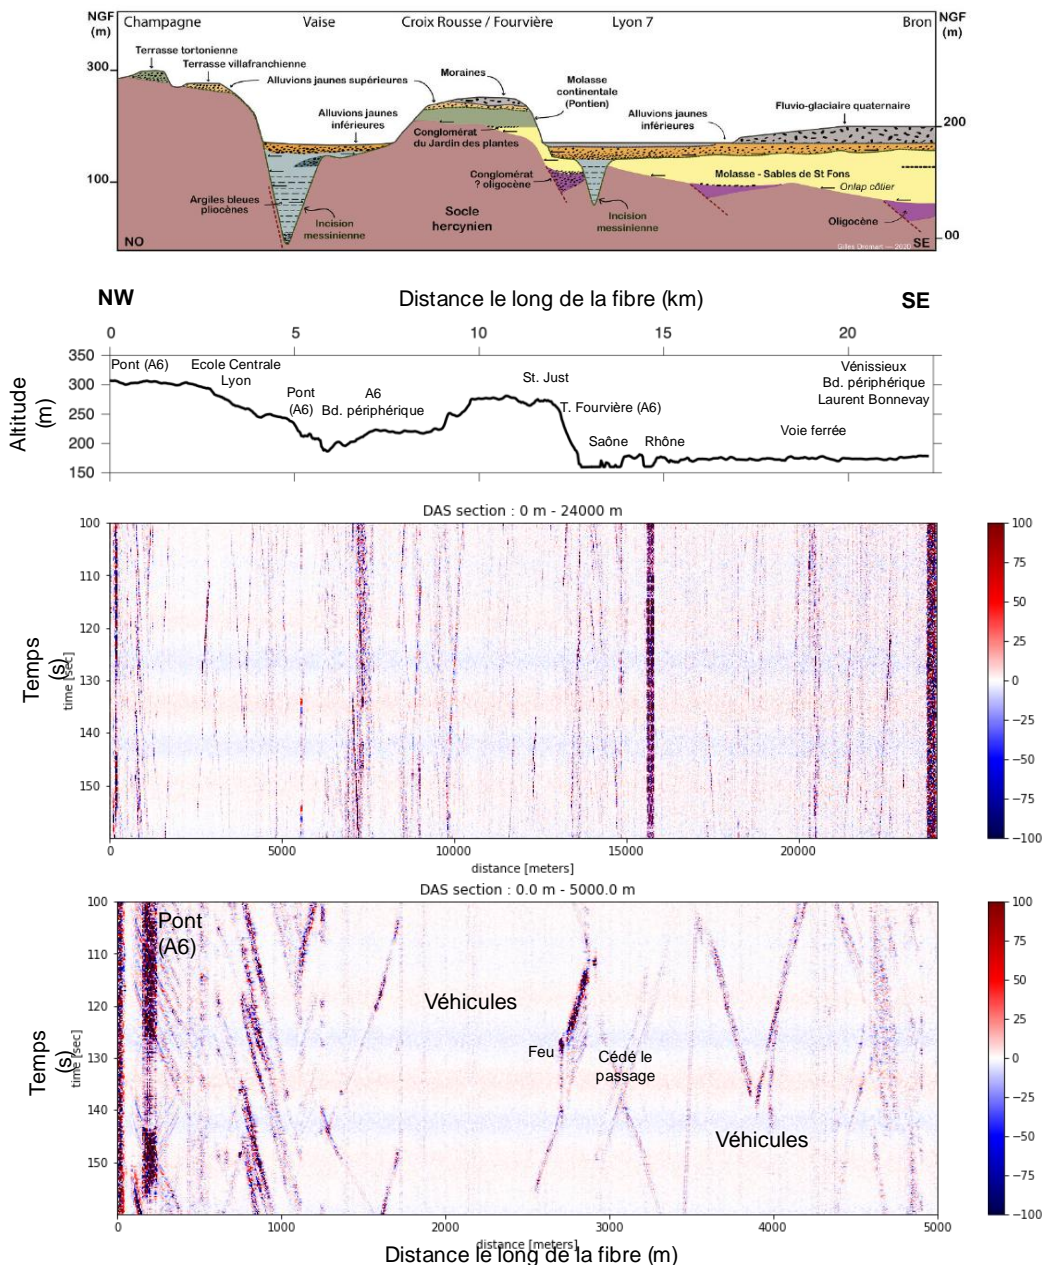 NGF
(m)
Champagne
Vaise
Croix Rousse / Fourvière
Lyon 7
Bron
NGF
(m)
Terrasse tortonienne
Terrasse villafranchienne
Alluvions jaunes supérieures
Moraines
Molasse
continentale
(Pontien)
Alluvions jaunes
inférieures
Alluvions jaunes
inférieures
Fluvio-glaciaire quaternaire
300
200
100
00
Conglomérat
du Jardin des plantes
Conglomérat
? oligocène
Molasse - Sables de St Fons
Onlap côtier
Argiles bleues
pliocènes
Incision
messinienne
Socle
hercynien
Incision
messinienne
Oligocène
NO
Gilles Dromart — 2020
SE
NW
Distance le long de la fibre (km)
SE
0
5
10
15
20
350
300
250
200
150
Altitude
(m)
Pont (A6)
Ecole Centrale
Lyon
Pont
(A6)
A6
Bd. périphérique
St. Just
T. Fourvière (A6)
Saône
Rhône
Voie ferrée
Vénissieux
Bd. périphérique
Laurent Bonnevay
DAS section : 0 m - 24000 m
100
110
120
130
140
150
Temps
(s)
time [sec]
0
5000
10000
15000
20000
distance [meters]
100
75
50
25
0
−25
−50
−75
−100
DAS section : 0.0 m - 5000.0 m
100
110
120
130
140
150
Temps
(s)
time [sec]
Pont
(A6)
Véhicules
Feu
Cédé le
passage
Véhicules
0
1000
2000
3000
4000
5000
distance [meters]
Distance le long de la fibre (m)
100
75
50
25
0
−25
−50
−75
−100